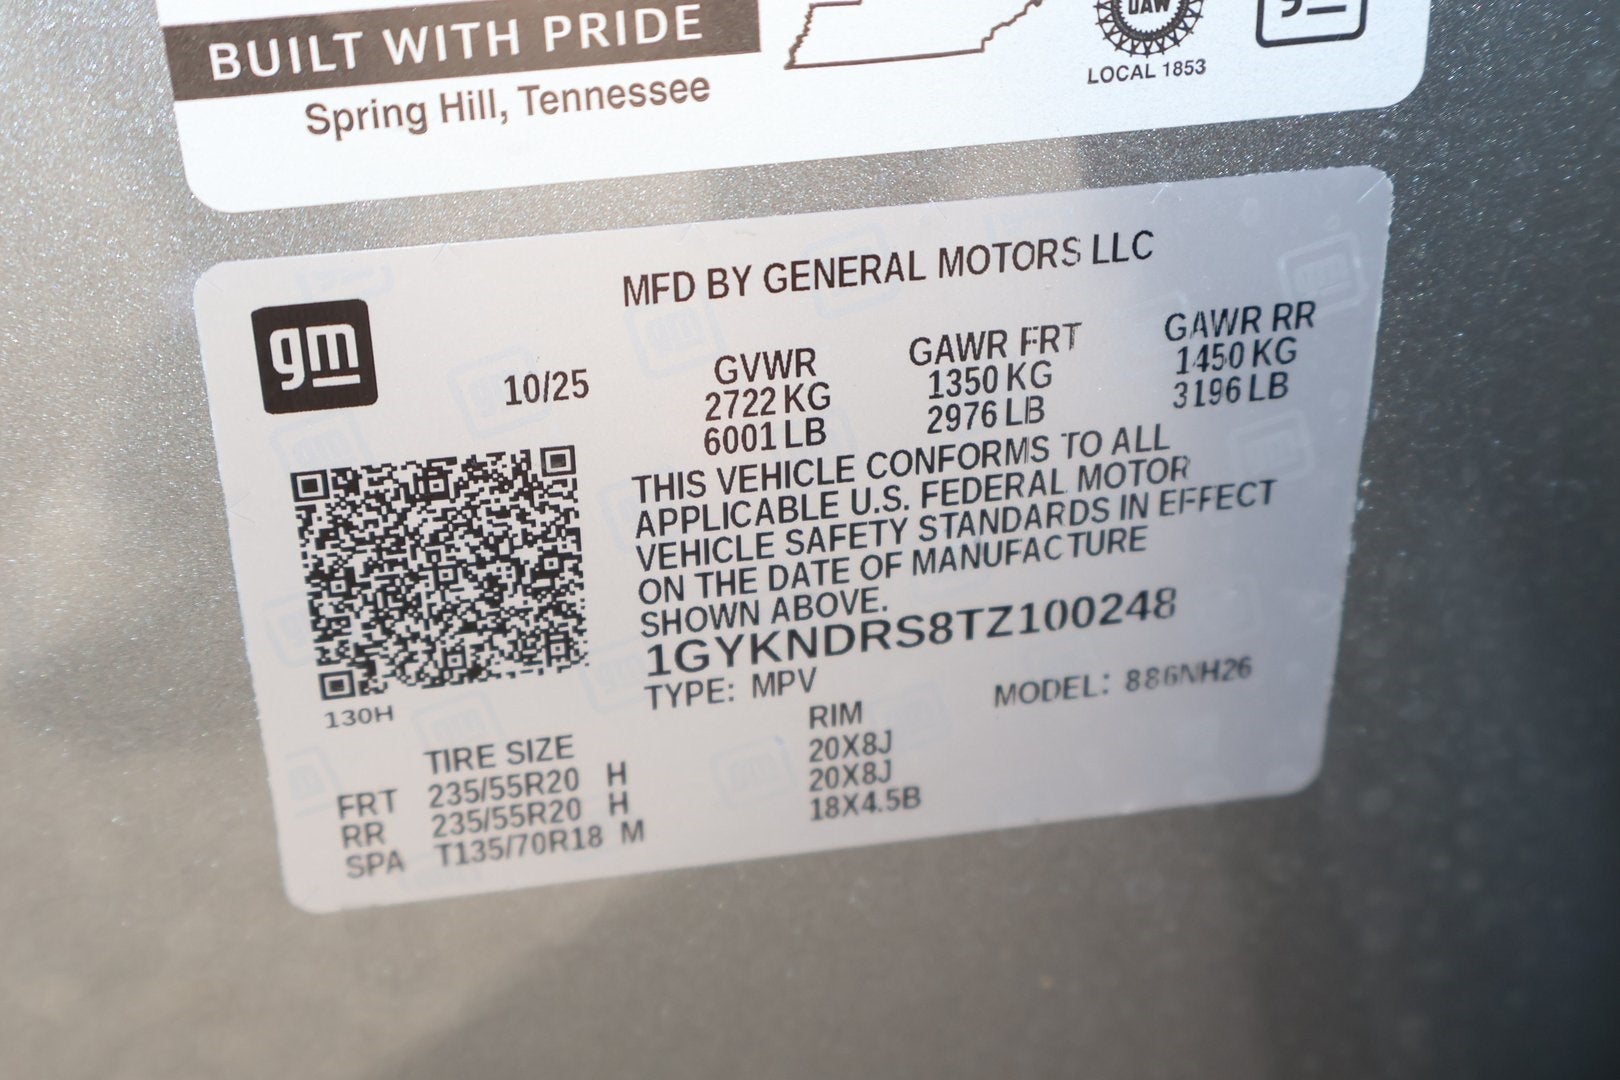 BUILT WITH PRIDE
Spring Hill, Tennessee
UAW
LOCAL 1853
MFD BY GENERAL MOTORS LLC
gm
10/25
GVWR
2722 KG
6001 LB
GAWR FRT
1350 KG
2976 LB
GAWR RR
1450 KG
3196 LB
THIS VEHICLE CONFORMS TO ALL
APPLICABLE U.S. FEDERAL MOTOR
VEHICLE SAFETY STANDARDS IN EFFECT
ON THE DATE OF MANUFACTURE
SHOWN ABOVE.
1GYKNDRS8TZ100248
TYPE: MPV MODEL: 886NH26
130H
TIRE SIZE RIM
FRT 235/55R20 H 20X8J
RR 235/55R20 H 20X8J
SPA T135/70R18 M 18X4.5B